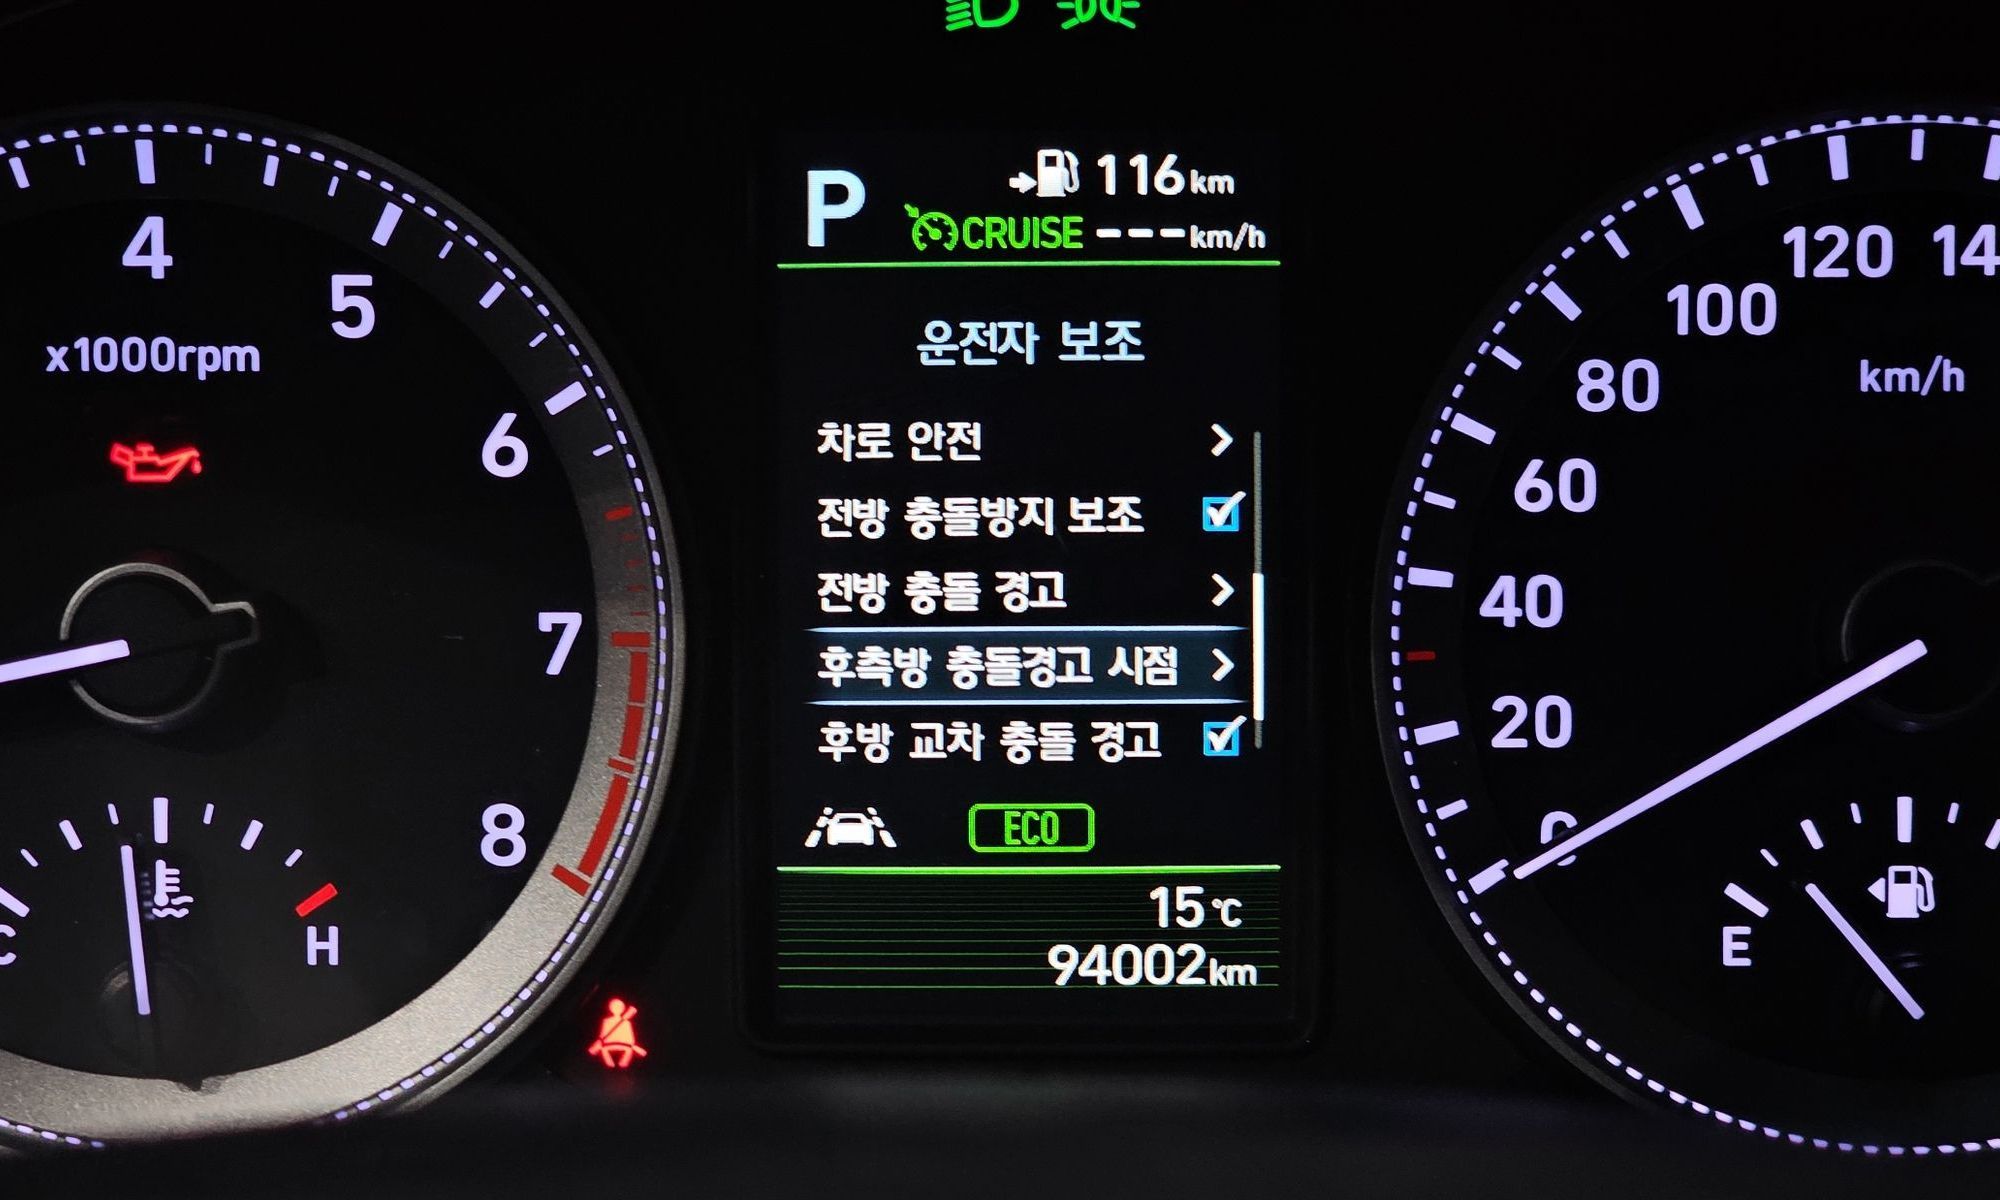 P
116km
CRUISE ---km/h
운전자 보조
차로 안전
전방 충돌방지 보조
전방 충돌 경고
후측방 충돌경고 시점
후방 교차 충돌 경고
ECO
15℃
94002km
4
5
x1000rpm
6
7
8
C
H
120
14
100
km/h
80
60
40
20
0
E